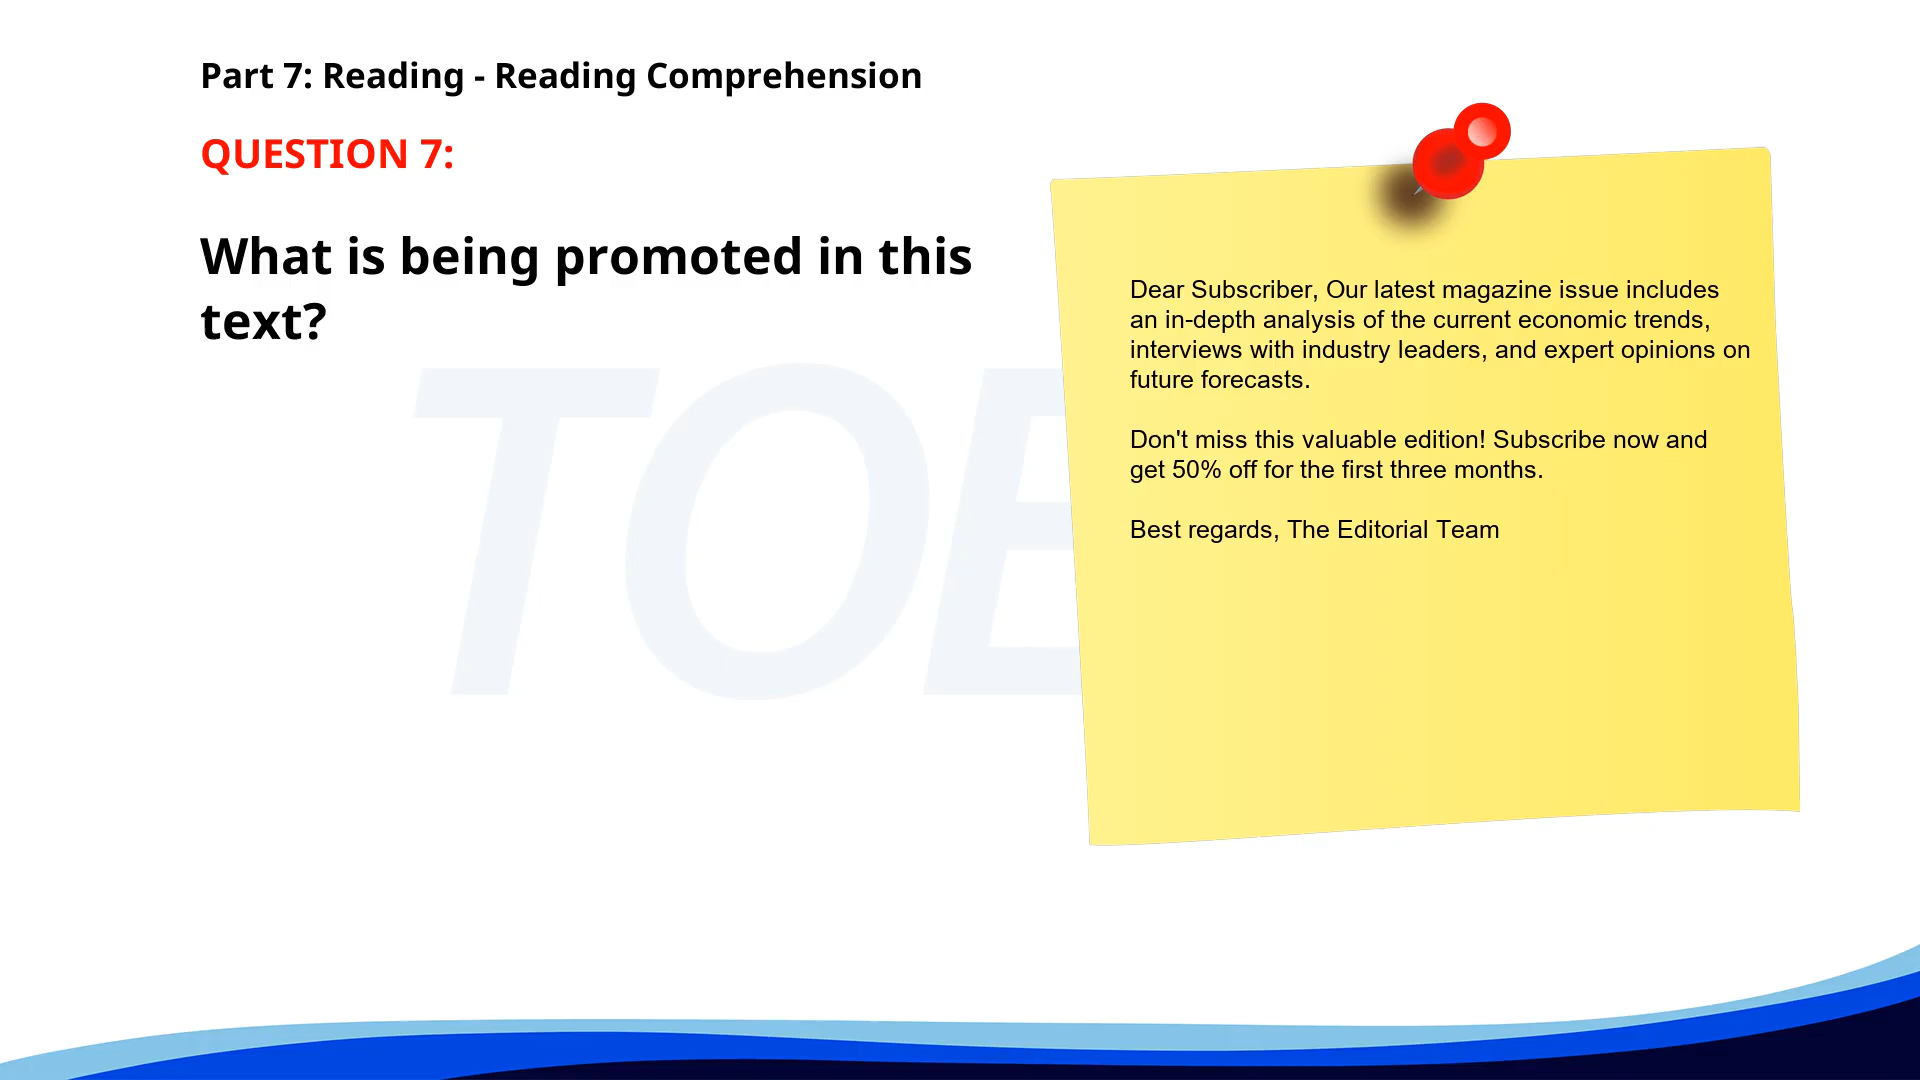 Part 7: Reading - Reading Comprehension
QUESTION 7:
What is being promoted in this
text?
Dear Subscriber, Our latest magazine issue includes
an in-depth analysis of the current economic trends,
interviews with industry leaders, and expert opinions on
future forecasts.
Don't miss this valuable edition! Subscribe now and
get 50% off for the first three months.
Best regards, The Editorial Team
TOE